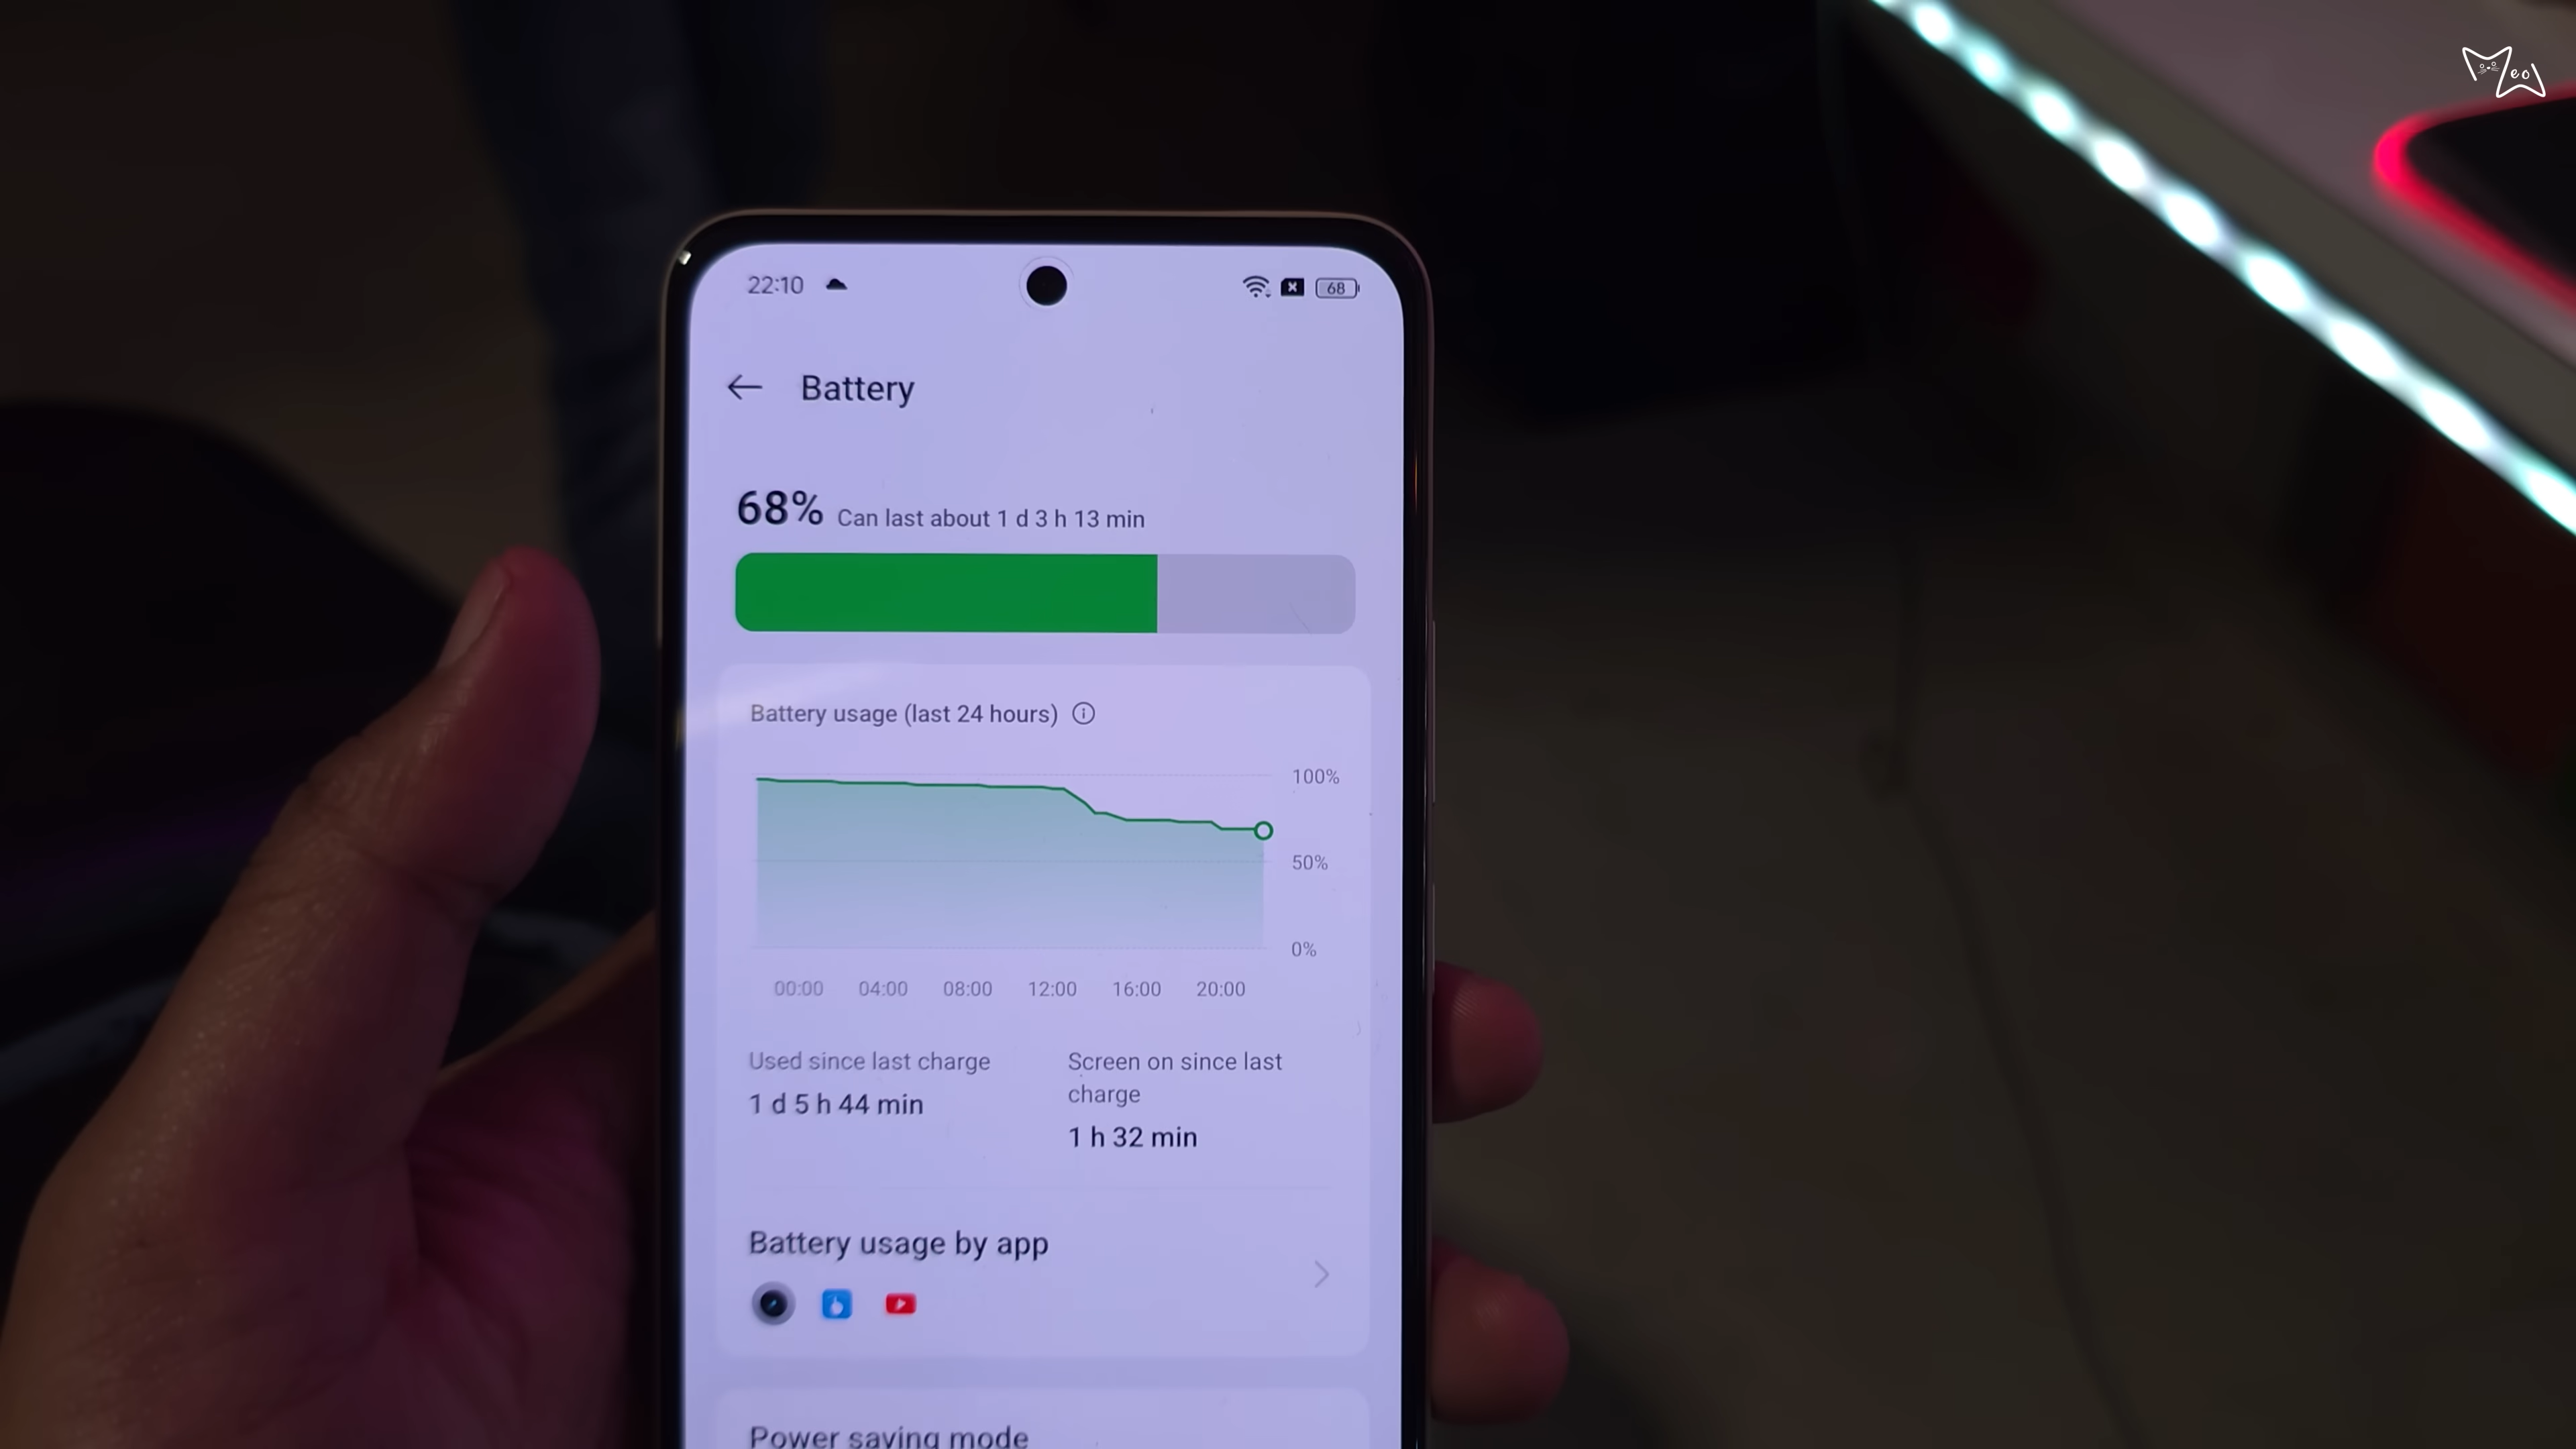 eo
22:10
68
Battery
68% Can last about 1 d 3 h 13 min
Battery usage (last 24 hours)
100%
50%
0%
00:00 04:00 08:00 12:00 16:00 20:00
Used since last charge
1 d 5 h 44 min
Screen on since last
charge
1 h 32 min
Battery usage by app
Power saving mode